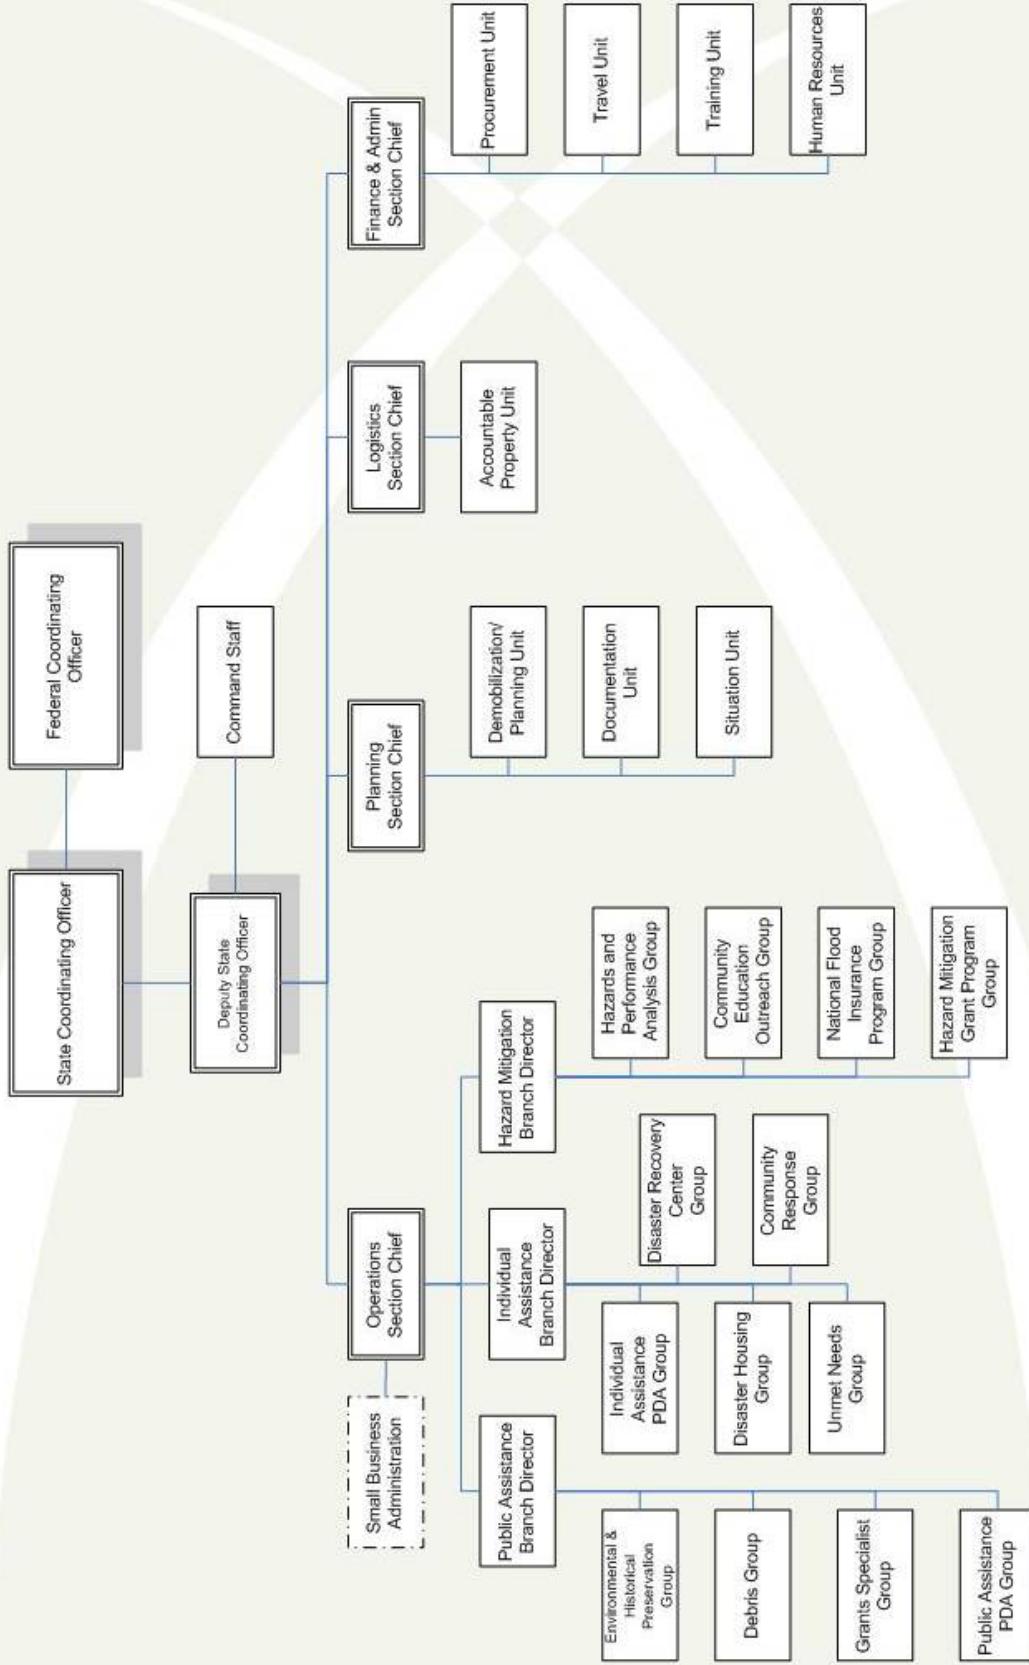 State Coordinating Officer
Federal Coordinating
Officer
Deputy State
Coordinating Officer
Command Staff
Small Business
Administration
Operations
Section Chief
Planning
Section Chief
Logistics
Section Chief
Finance & Admin
Section Chief
Public Assistance
Branch Director
Individual
Assistance
Branch Director
Hazard Mitigation
Branch Director
Environmental &
Historical
Preservation
Group
Debris Group
Grants Specialist
Group
Public Assistance
PDA Group
Individual
Assistance
PDA Group
Disaster Housing
Group
Unmet Needs
Group
Disaster Recovery
Center
Group
Community
Response
Group
Hazards and
Performance
Analysis Group
Community
Education
Outreach Group
National Flood
Insurance
Program Group
Hazard Mitigation
Grant Program
Group
Demobilization/
Planning Unit
Documentation
Unit
Situation Unit
Accountable
Property Unit
Procurement Unit
Travel Unit
Training Unit
Human Resources
Unit